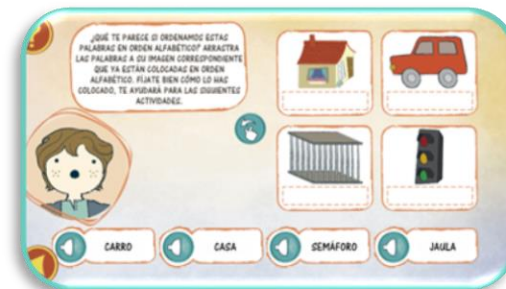 ¿QUÉ TE PARECE SI ORDENAMOS ESTAS
PALABRAS EN ORDEN ALFABÉTICO? ARRASTRA
LAS PALABRAS A SU IMAGEN CORRESPONDIENTE
QUE YA ESTÁN COLOCADAS EN ORDEN
ALFABÉTICO. FÍJATE BIEN CÓMO LO HAS
COLOCADO, TE AYUDARÁ PARA LAS SIGUIENTES
ACTIVIDADES.
CARRO
CASA
SEMÁFORO
JAULA